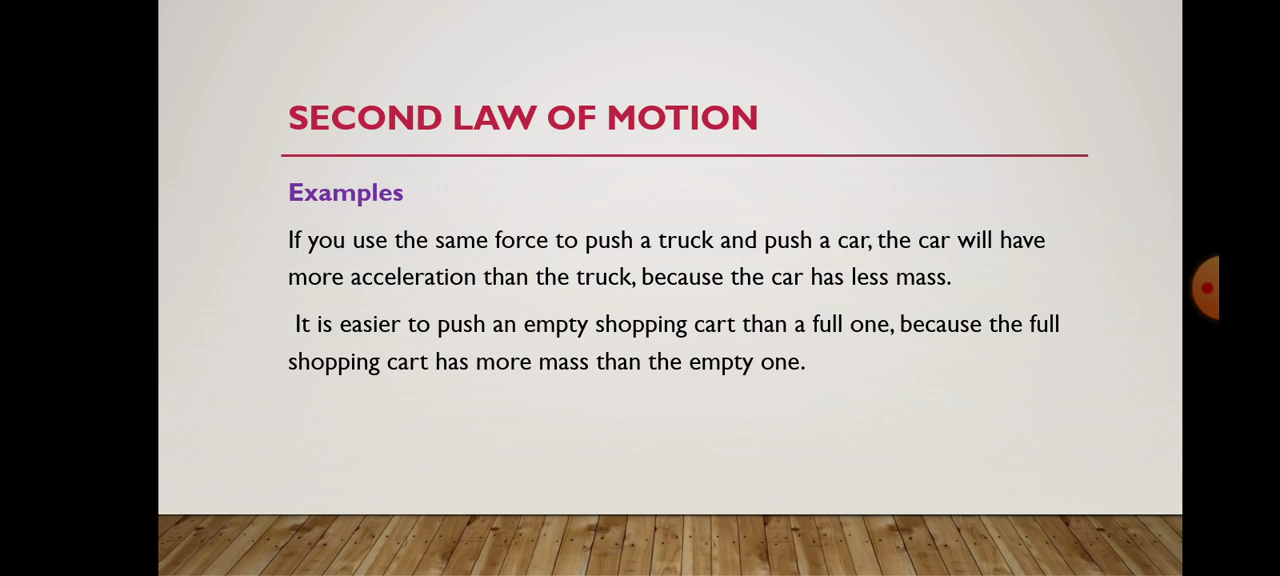 SECOND LAW OF MOTION
Examples
If you use the same force to push a truck and push a car, the car will have
more acceleration than the truck, because the car has less mass.
It is easier to push an empty shopping cart than a full one, because the full
shopping cart has more mass than the empty one.